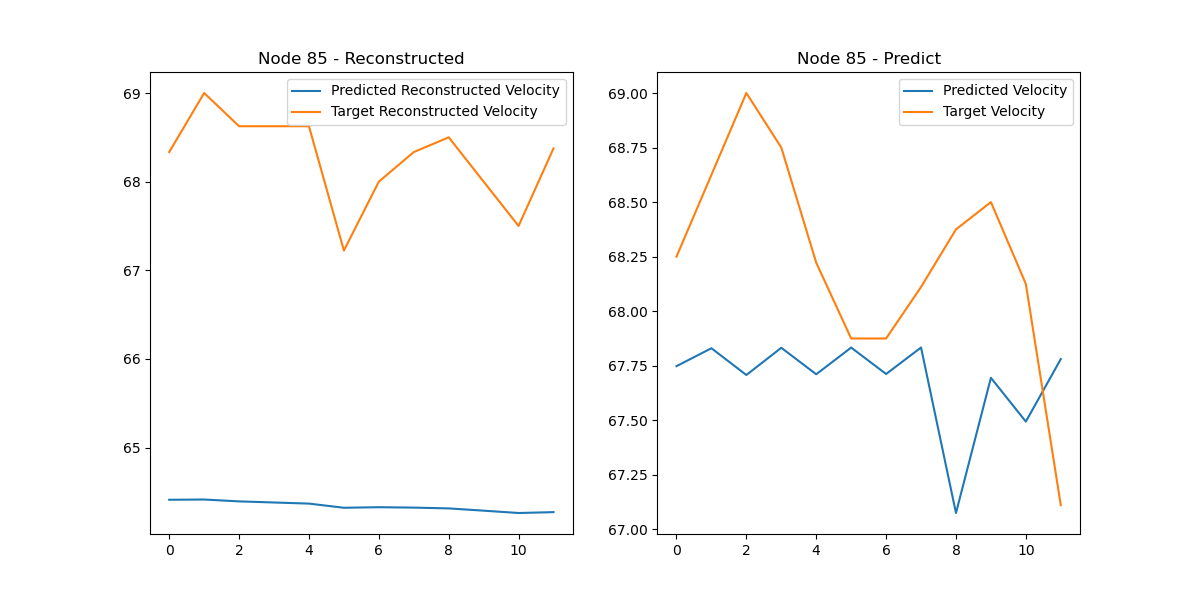 Node 85 - Reconstructed
Predicted Reconstructed Velocity
Target Reconstructed Velocity
69
68
67
66
65
0 2 4 6 8 10
Node 85 - Predict
Predicted Velocity
Target Velocity
69.00
68.75
68.50
68.25
68.00
67.75
67.50
67.25
67.00
0 2 4 6 8 10